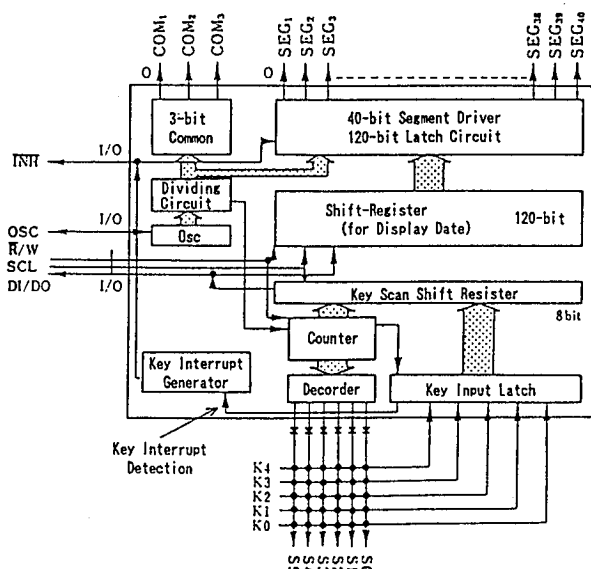 COM₁ COM₂ COM₃ SEG₁ SEG₂ SEG₃ SEG₃₈ SEG₃₉ SEG₄₀
O O
3-bit
Common
40-bit Segment Driver
120-bit Latch Circuit
INH I/O
Dividing
Circuit
Shift-Register 120-bit
(for Display Date)
OSC I/O
Osc
R/W
SCL
DI/DO I/O
Key Scan Shift Register
8bit
Counter
Key Interrupt
Generator
Decorder
Key Input Latch
Key Interrupt
Detection
K4
K3
K2
K1
K0